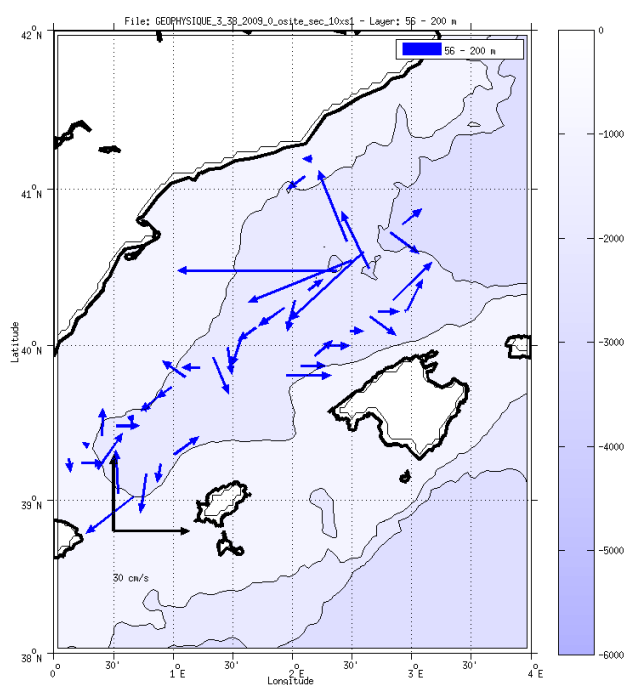 File: GEOPHYSIQUE_3_38_2009_0_osite_sec_10xs1 - Layer: 56 - 200 m
56 - 200 m
42°N
41°N
40°N
39°N
38°N
Latitude
30 cm/s
0° 30' 1°E 30' 2°E 30' 3°E 30' 4°E
Longitude
0
-1000
-2000
-3000
-4000
-5000
-6000